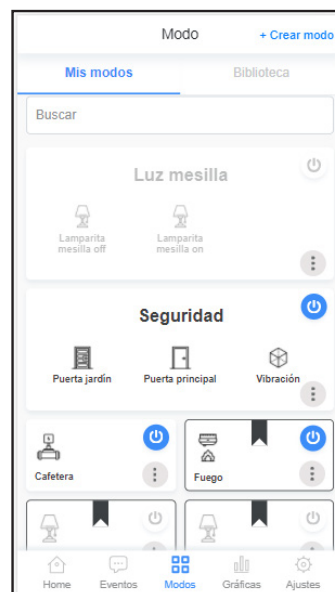 Modo
+ Crear modo
Mis modos
Biblioteca
Buscar
Luz mesilla
Lamparita
mesilla off
Lamparita
mesilla on
Seguridad
Puerta jardín
Puerta principal
Vibración
Cafetera
Fuego
Home
Eventos
Modos
Gráficas
Ajustes